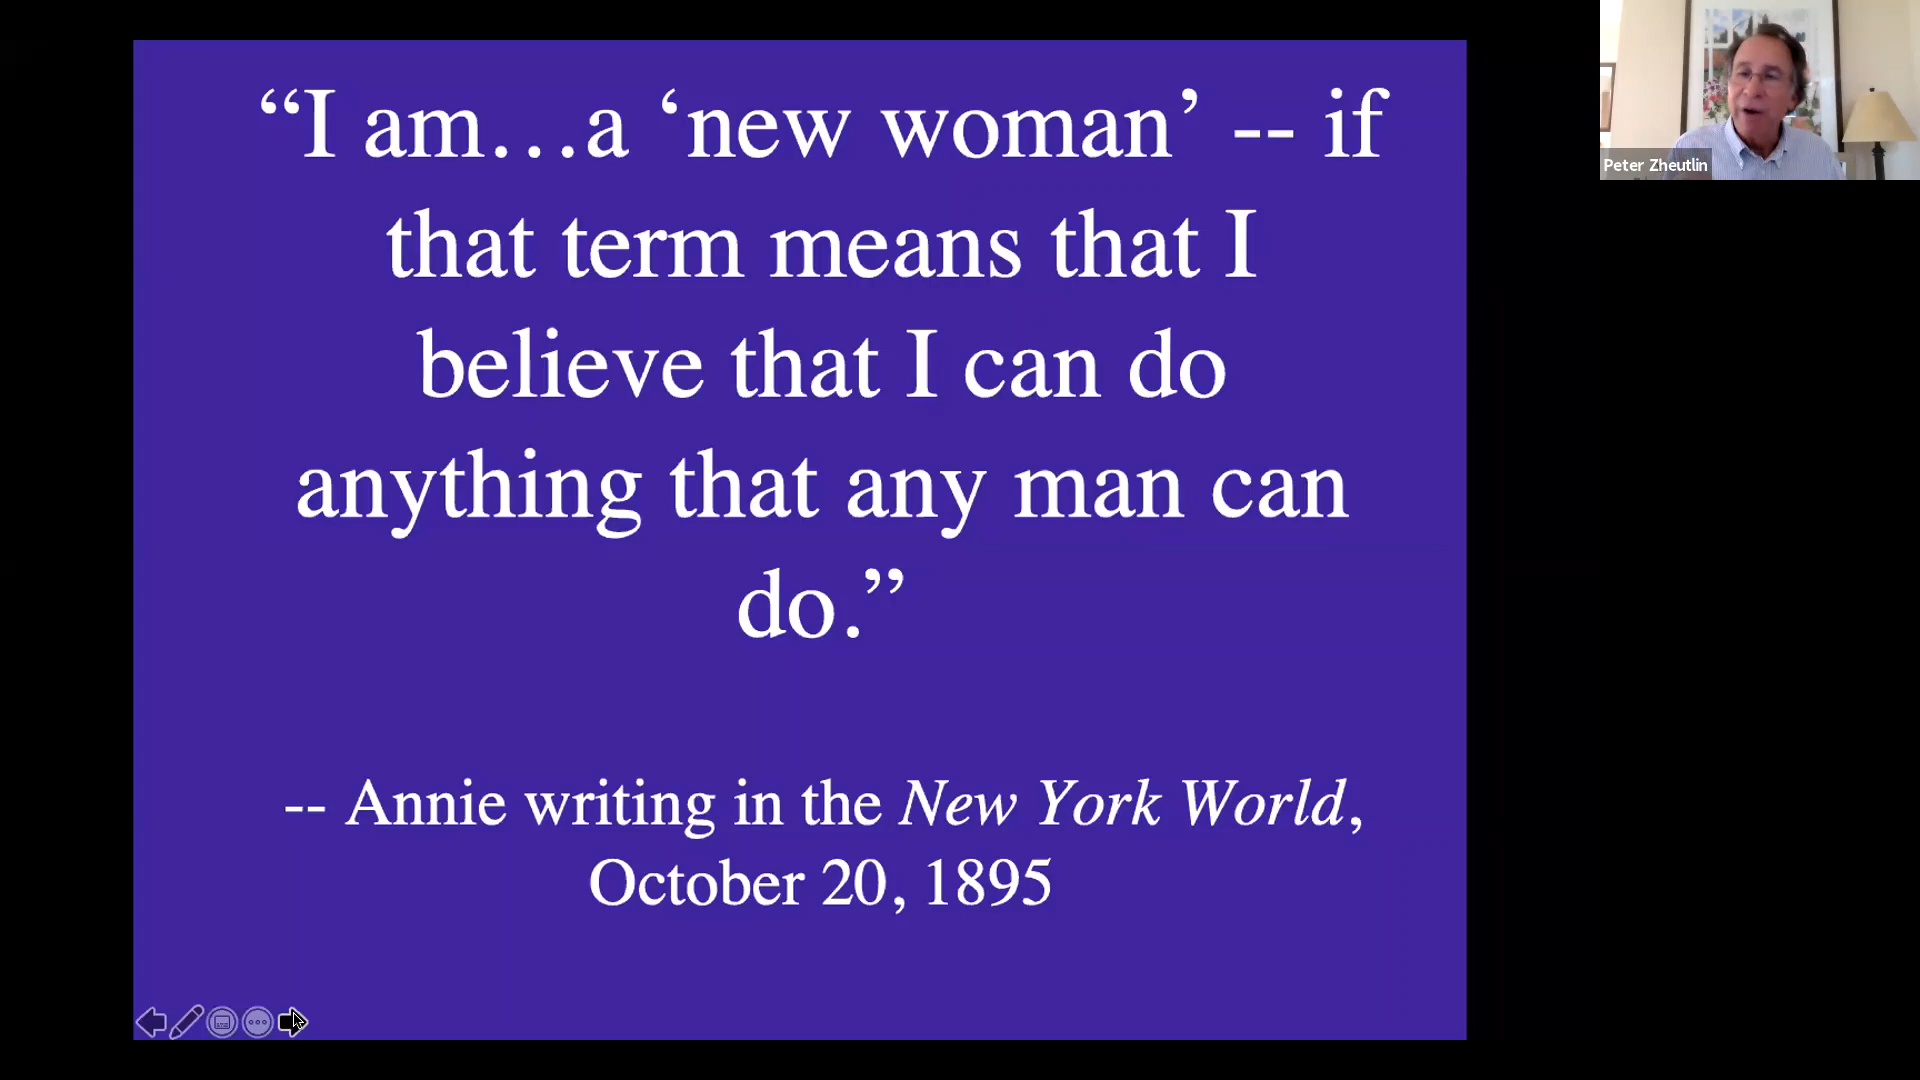 “I am…a ‘new woman’ -- if
that term means that I
believe that I can do
anything that any man can
do.”
-- Annie writing in the New York World,
October 20, 1895
Peter Zheutlin